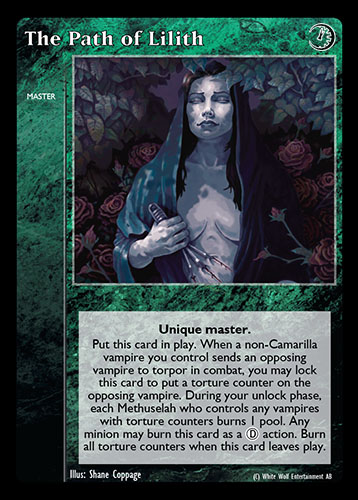 The Path of Lilith
MASTER
Unique master.
Put this card in play. When a non-Camarilla
vampire you control sends an opposing
vampire to torpor in combat, you may lock
this card to put a torture counter on the
opposing vampire. During your unlock phase,
each Methuselah who controls any vampires
with torture counters burns 1 pool. Any
minion may burn this card as a Ⓓ action. Burn
all torture counters when this card leaves play.
Illus: Shane Coppage
(C) White Wolf Entertainment AB